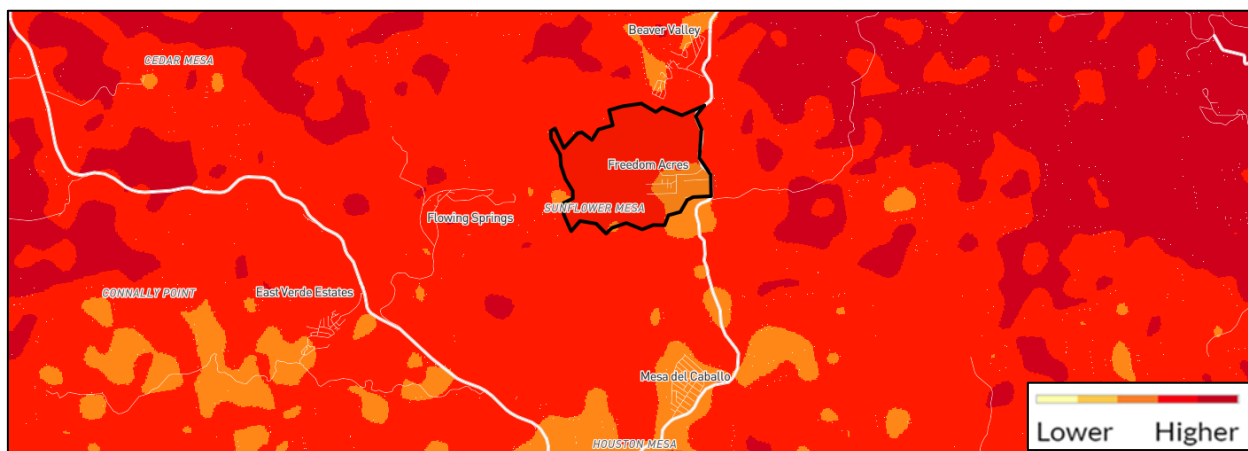 Beaver Valley
CEDAR MESA
Freedom Acres
SUNFLOWER MESA
Flowing Springs
CONNALLY POINT
East Verde Estates
Mesa del Caballo
HOUSTON MESA
Lower Higher